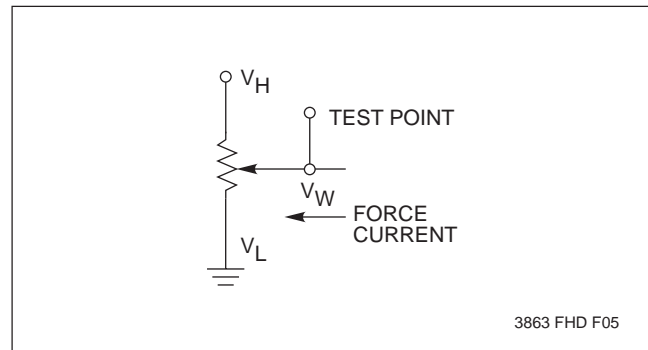 VH
TEST POINT
VW
FORCE
CURRENT
VL
3863 FHD F05